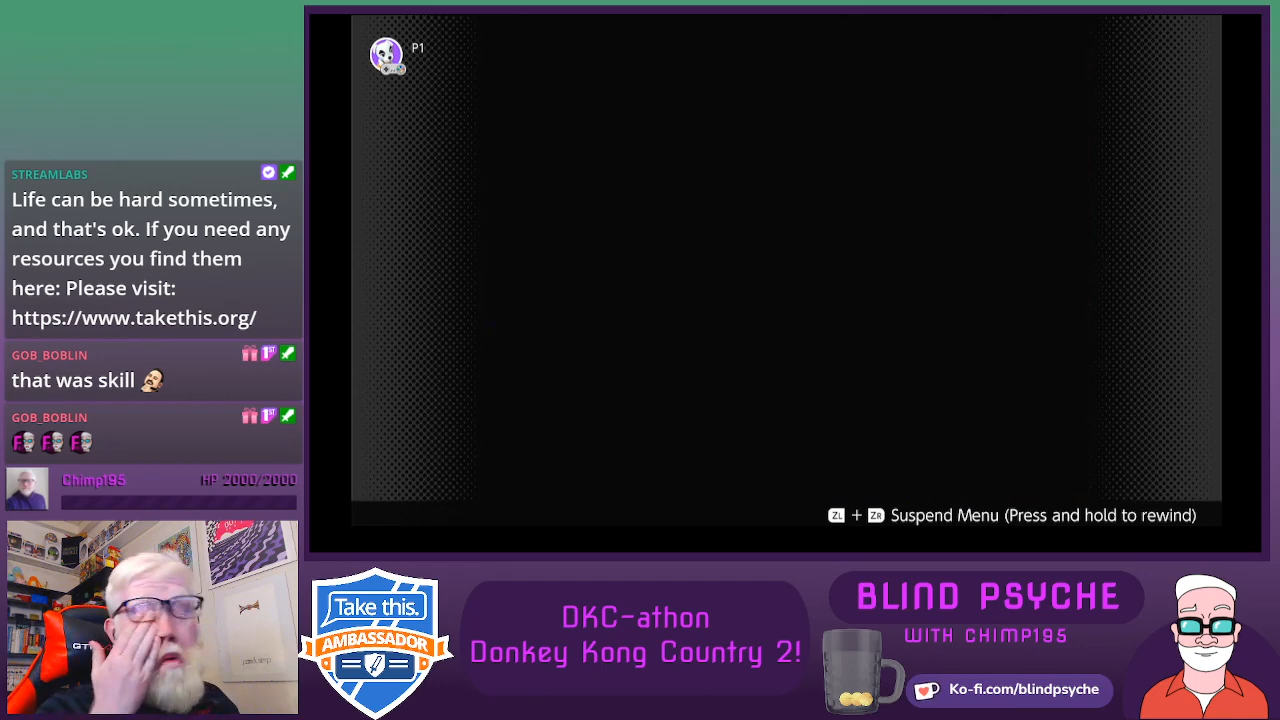 P1
STREAMLABS
Life can be hard sometimes,
and that's ok. If you need any
resources you find them
here: Please visit:
https://www.takethis.org/
GOB_BOBLIN
1ST
that was skill
GOB_BOBLIN
1ST
F F F
Chimp195 HP 2000/2000
ZL + ZR Suspend Menu (Press and hold to rewind)
Take this.
AMBASSADOR
DKC-athon
Donkey Kong Country 2!
BLIND PSYCHE
WITH CHIMP195
Ko-fi.com/blindpsyche